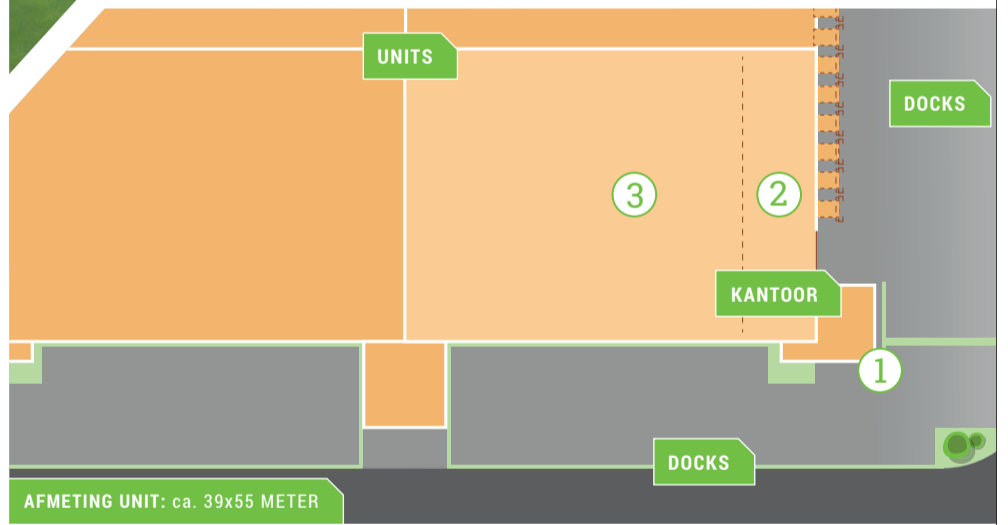 UNITS
DOCKS
3
2
KANTOOR
1
DOCKS
AFMETING UNIT: ca. 39x55 METER